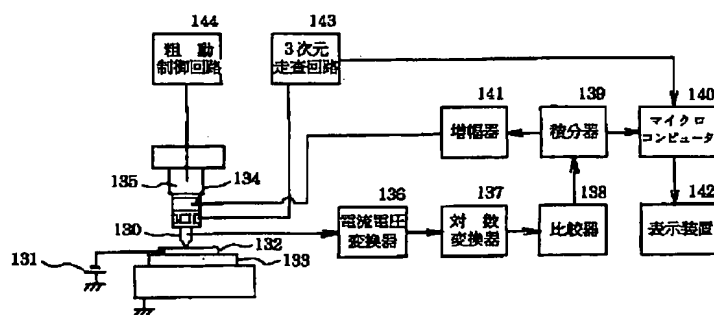 144
粗動
制御回路
143
3次元
走査回路
141
増幅器
139
積分器
140
マイクロ
コンピュータ
135
134
136
電流電圧
変換器
137
対数
変換器
138
比較器
142
表示装置
130
132
133
131